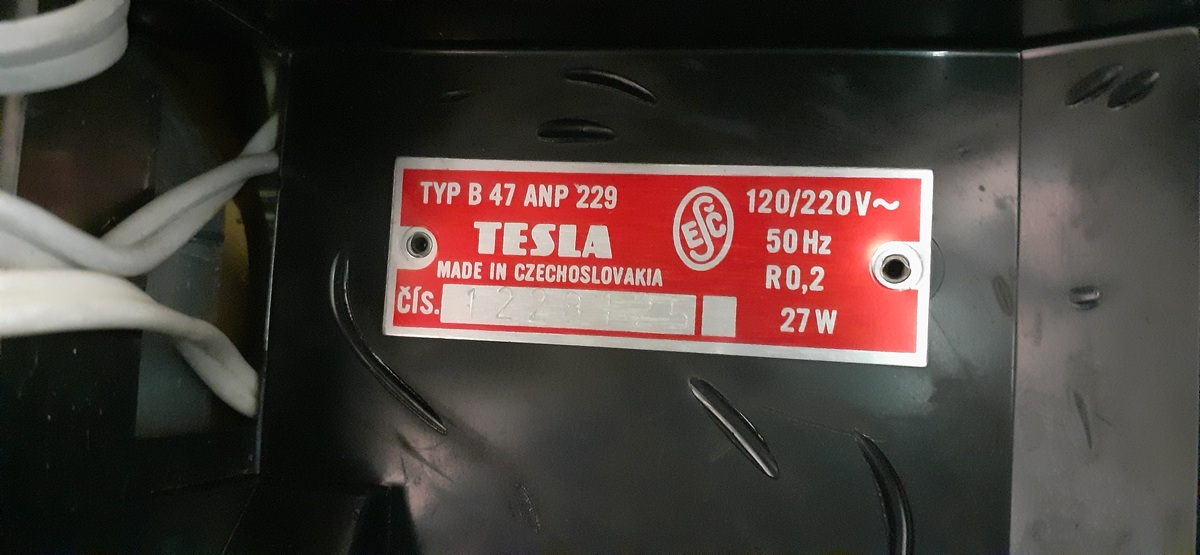 TYP B 47 ANP 229
TESLA
MADE IN CZECHOSLOVAKIA
ČÍS.
ESČ
120/220V~
50 Hz
R 0,2
27 W